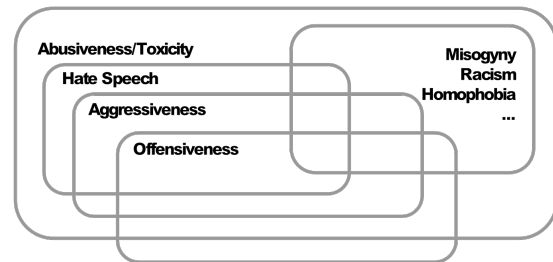 Abusiveness/Toxicity
Hate Speech
Aggressiveness
Offensiveness
Misogyny
Racism
Homophobia
...